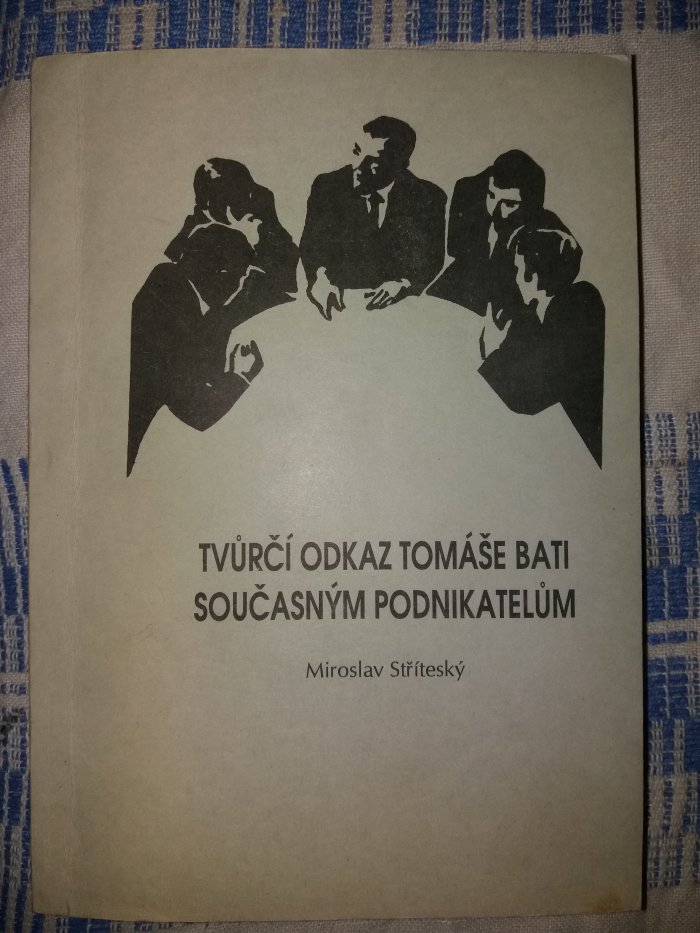 TVŮRČÍ ODKAZ TOMÁŠE BATI
SOUČASNÝM PODNIKATELŮM
Miroslav Stříteský